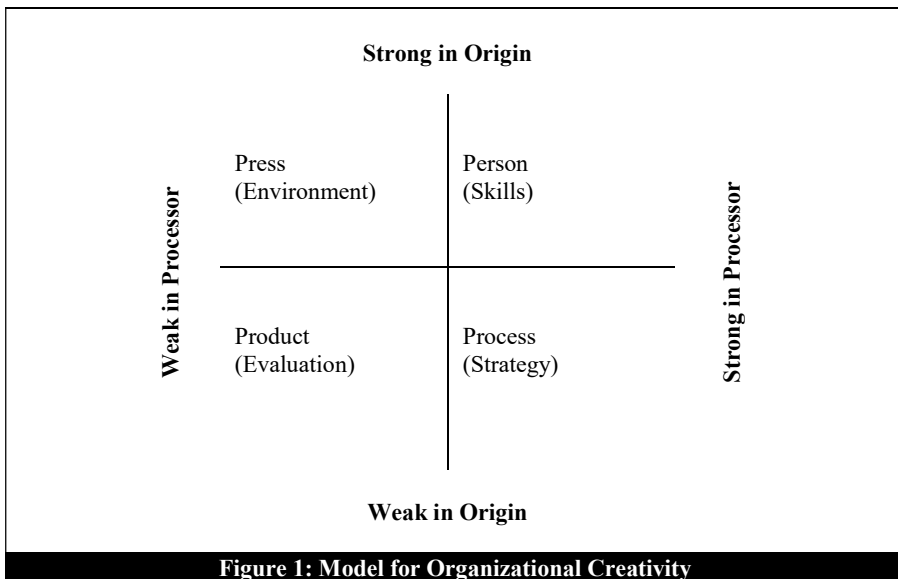 Strong in Origin
Press
(Environment)
Person
(Skills)
Weak in Processor
Strong in Processor
Product
(Evaluation)
Process
(Strategy)
Weak in Origin
Figure 1: Model for Organizational Creativity